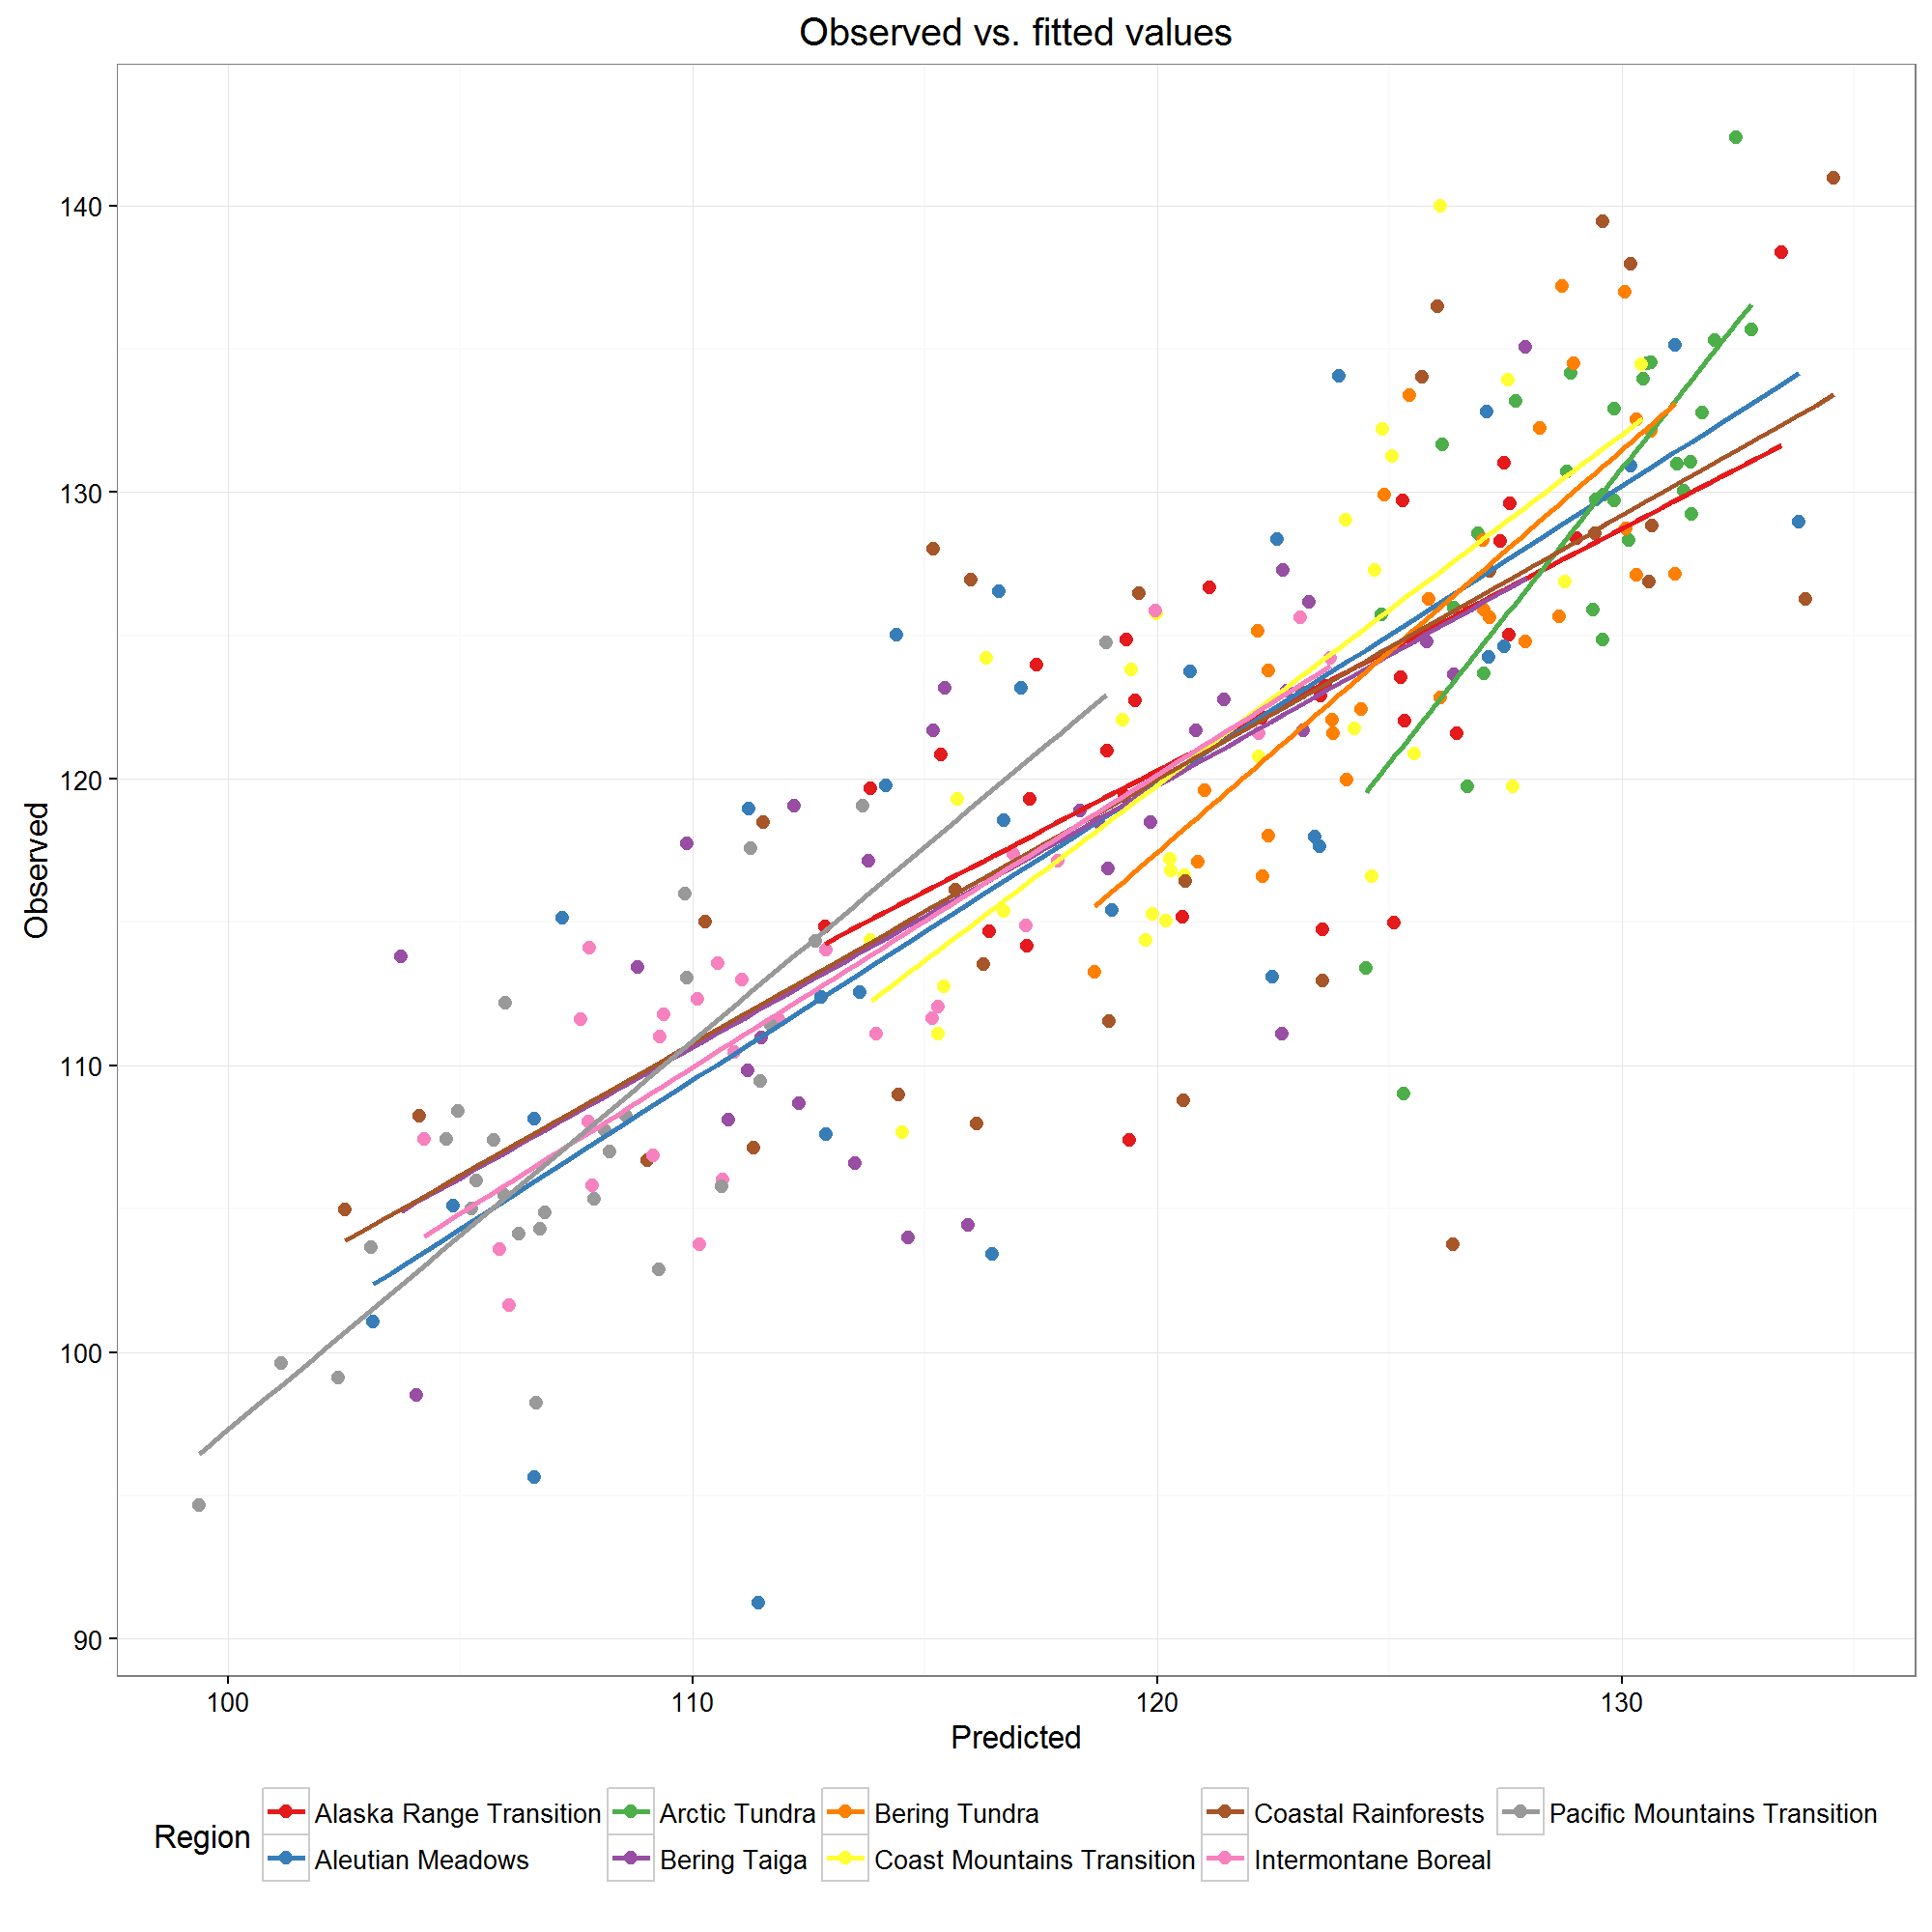 Observed vs. fitted values
Observed
140
130
120
110
100
90
100 110 120 130
Predicted
Region
Alaska Range Transition Arctic Tundra Bering Tundra Coastal Rainforests Pacific Mountains Transition
Aleutian Meadows Bering Taiga Coast Mountains Transition Intermontane Boreal